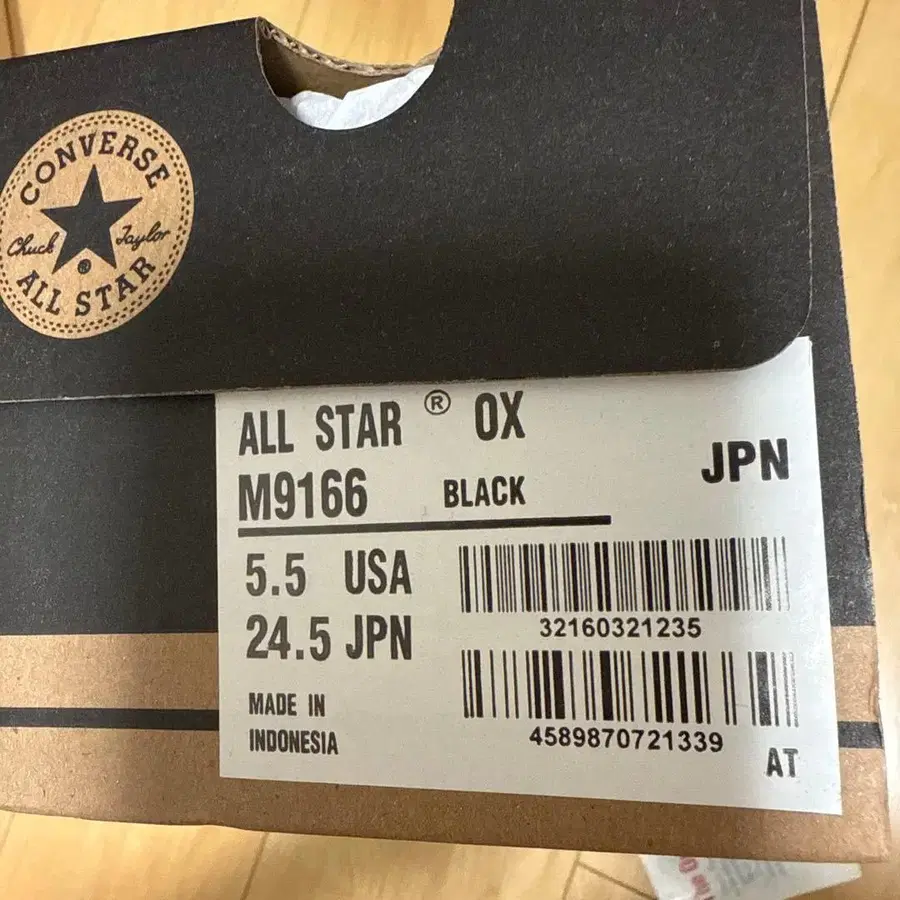 CONVERSE
Chuck Taylor
®
ALL STAR
ALL STAR ® OX
M9166 BLACK
JPN
5.5 USA
24.5 JPN
32160321235
MADE IN
INDONESIA
4589870721339
AT